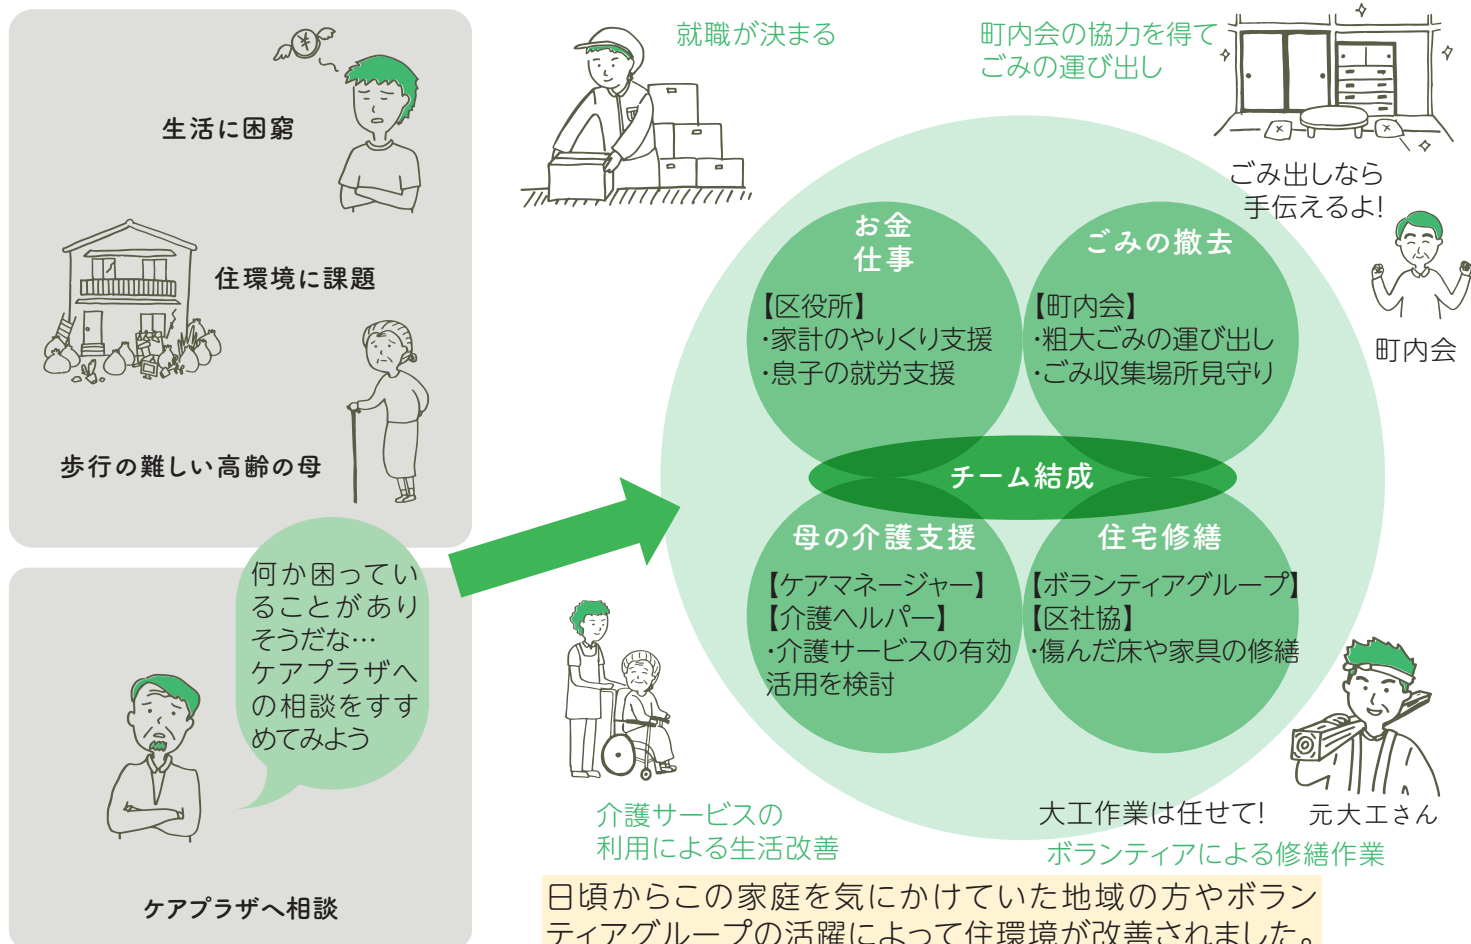 生活に困窮
住環境に課題
歩行の難しい高齢の母
何か困ってい
ることがあり
そうだな…
ケアプラザへ
の相談をすす
めてみよう
ケアプラザへ相談
就職が決まる
町内会の協力を得て
ごみの運び出し
ごみ出しなら
手伝えるよ!
町内会
お金
仕事
【区役所】
・家計のやりくり支援
・息子の就労支援
ごみの撤去
【町内会】
・粗大ごみの運び出し
・ごみ収集場所見守り
チーム結成
母の介護支援
【ケアマネージャー】
【介護ヘルパー】
・介護サービスの有効
活用を検討
住宅修繕
【ボランティアグループ】
【区社協】
・傷んだ床や家具の修繕
介護サービスの
利用による生活改善
大工作業は任せて!
元大工さん
ボランティアによる修繕作業
日頃からこの家庭を気にかけていた地域の方やボラン
ティアグループの活躍によって住環境が改善されました。